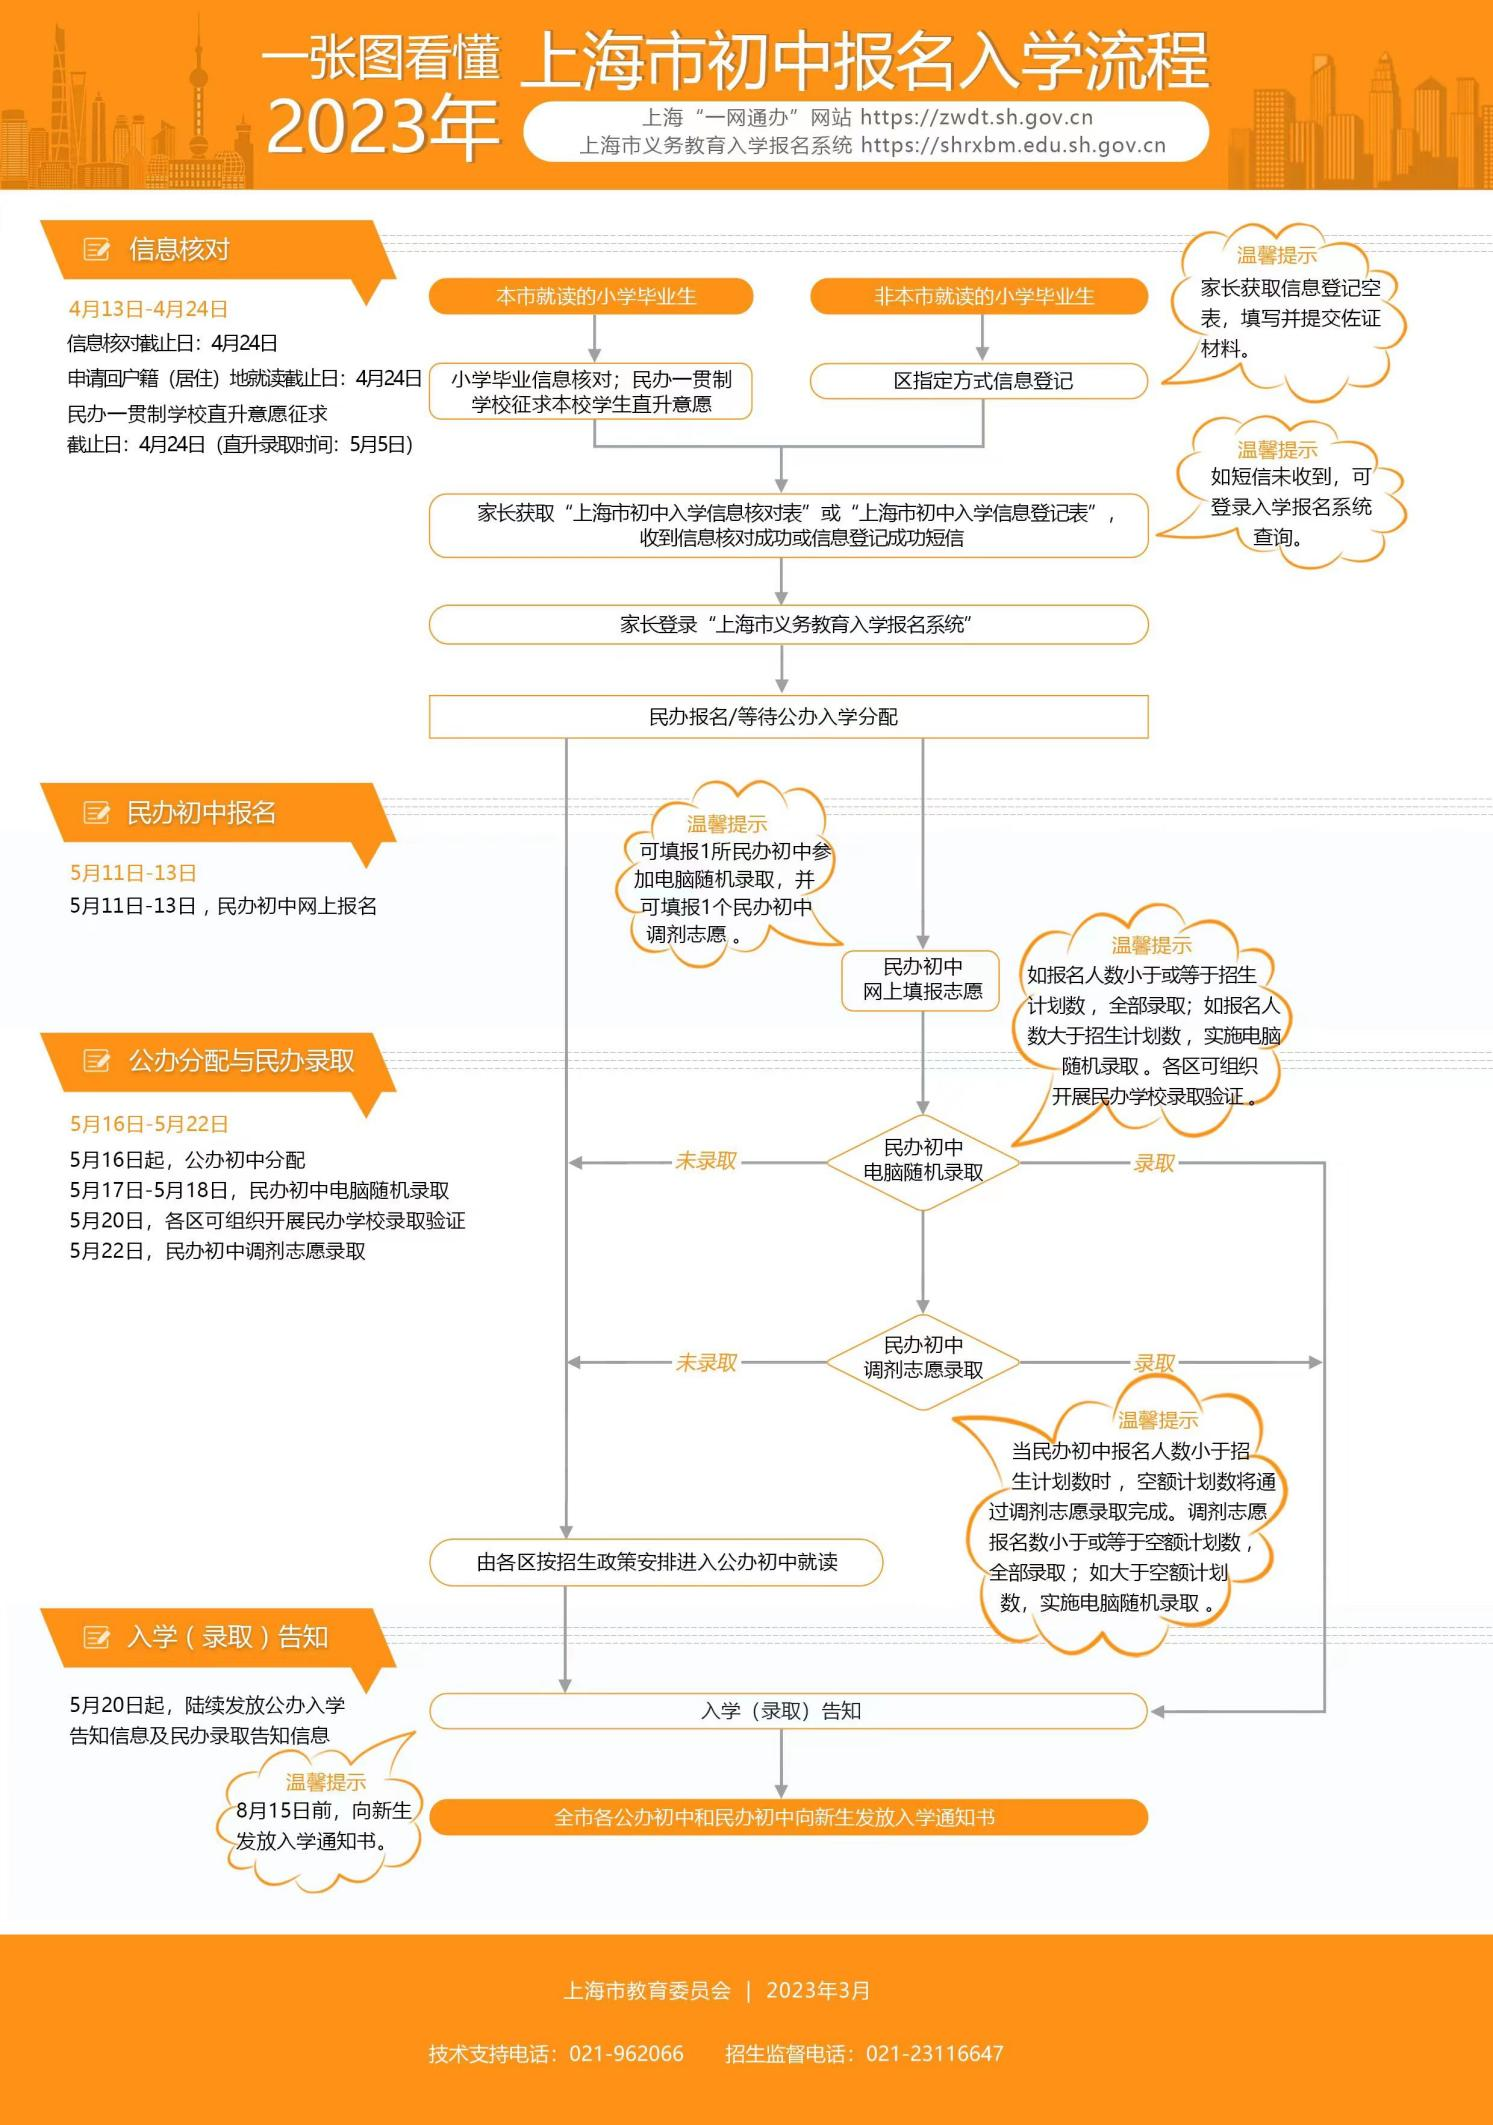 一张图看懂
2023年
上海市初中报名入学流程
上海“一网通办”网站 https://zwdt.sh.gov.cn
上海市义务教育入学报名系统 https://shrxbm.edu.sh.gov.cn
信息核对
4月13日-4月24日
信息核对截止日：4月24日
申请回户籍（居住）地就读截止日：4月24日
民办一贯制学校直升意愿征求
截止日：4月24日（直升录取时间：5月5日）
本市就读的小学毕业生
非本市就读的小学毕业生
小学毕业信息核对；民办一贯制
学校征求本校学生直升意愿
区指定方式信息登记
温馨提示
家长获取信息登记空
表，填写并提交佐证
材料。
家长获取“上海市初中入学信息核对表”或“上海市初中入学信息登记表”，
收到信息核对成功或信息登记成功短信
温馨提示
如短信未收到，可
登录入学报名系统
查询。
家长登录“上海市义务教育入学报名系统”
民办报名/等待公办入学分配
民办初中报名
5月11日-13日
5月11日-13日，民办初中网上报名
温馨提示
可填报1所民办初中参
加电脑随机录取，并
可填报1个民办初中
调剂志愿。
民办初中
网上填报志愿
温馨提示
如报名人数小于或等于招生
计划数，全部录取；如报名人
数大于招生计划数，实施电脑
随机录取。各区可组织
开展民办学校录取验证。
公办分配与民办录取
5月16日-5月22日
5月16日起，公办初中分配
5月17日-5月18日，民办初中电脑随机录取
5月20日，各区可组织开展民办学校录取验证
5月22日，民办初中调剂志愿录取
未录取
民办初中
电脑随机录取
录取
未录取
民办初中
调剂志愿录取
录取
温馨提示
当民办初中报名人数小于招
生计划数时，空额计划数将通
过调剂志愿录取完成。调剂志愿
报名数小于或等于空额计划数，
全部录取；如大于空额计划
数，实施电脑随机录取。
由各区按招生政策安排进入公办初中就读
入学（录取）告知
5月20日起，陆续发放公办入学
告知信息及民办录取告知信息
入学（录取）告知
温馨提示
8月15日前，向新生
发放入学通知书。
全市各公办初中和民办初中向新生发放入学通知书
上海市教育委员会 | 2023年3月
技术支持电话：021-962066 招生监督电话：021-23116647